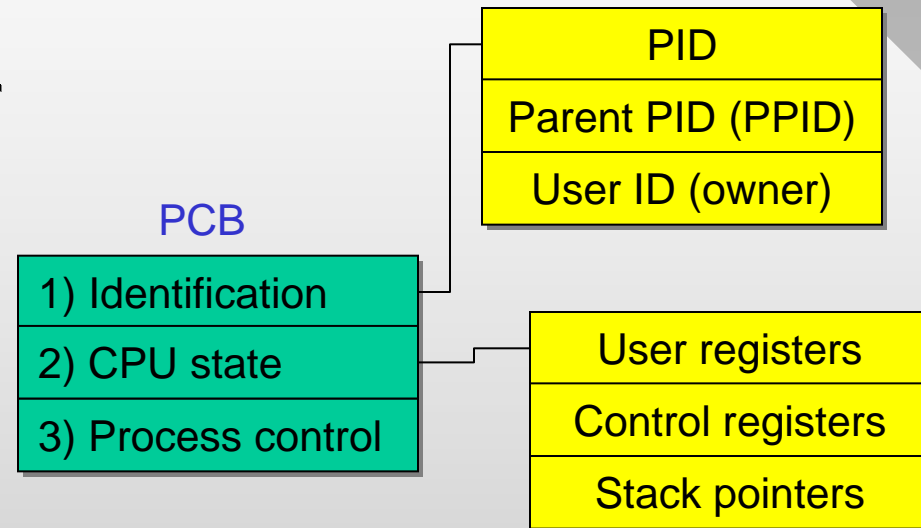 PID
Parent PID (PPID)
User ID (owner)
PCB
1) Identification
2) CPU state
3) Process control
User registers
Control registers
Stack pointers